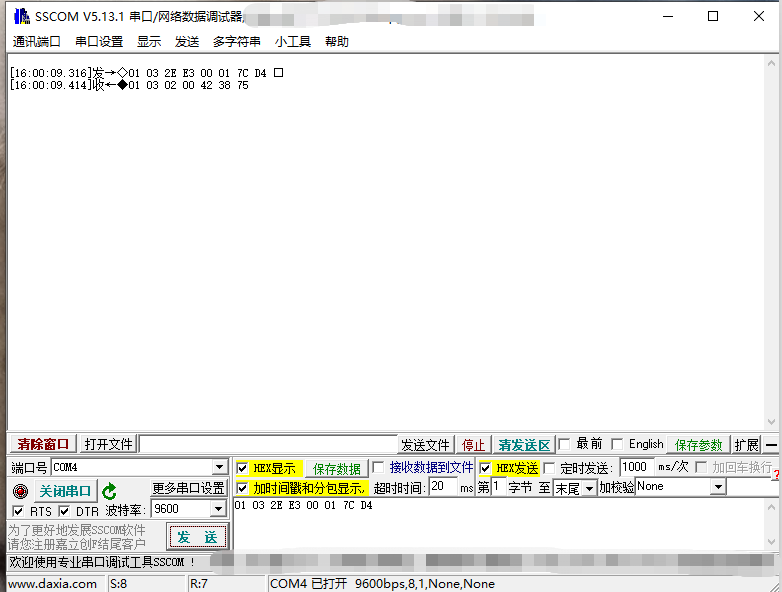 SSCOM V5.13.1 串口/网络数据调试器
通讯端口 串口设置 显示 发送 多字符串 小工具 帮助
[16:00:09.316]发→◇01 03 2E E3 00 01 7C D4 □
[16:00:09.414]收←◆01 03 02 00 42 38 75
清除窗口 打开文件 发送文件 停止 清发送区 最前 English 保存参数 扩展 —
端口号 COM4 HEX显示 保存数据 接收数据到文件 HEX发送 定时发送: 1000 ms/次 加回车换行
关闭串口 更多串口设置 加时间戳和分包显示, 超时时间: 20 ms 第 1 字节 至 末尾 加校验 None
RTS DTR 波特率: 9600 01 03 2E E3 00 01 7C D4
为了更好地发展SSCOM软件
请您注册嘉立创F结尾客户
发 送
欢迎使用专业串口调试工具SSCOM !
www.daxia.com S:8 R:7 COM4 已打开 9600bps,8,1,None,None